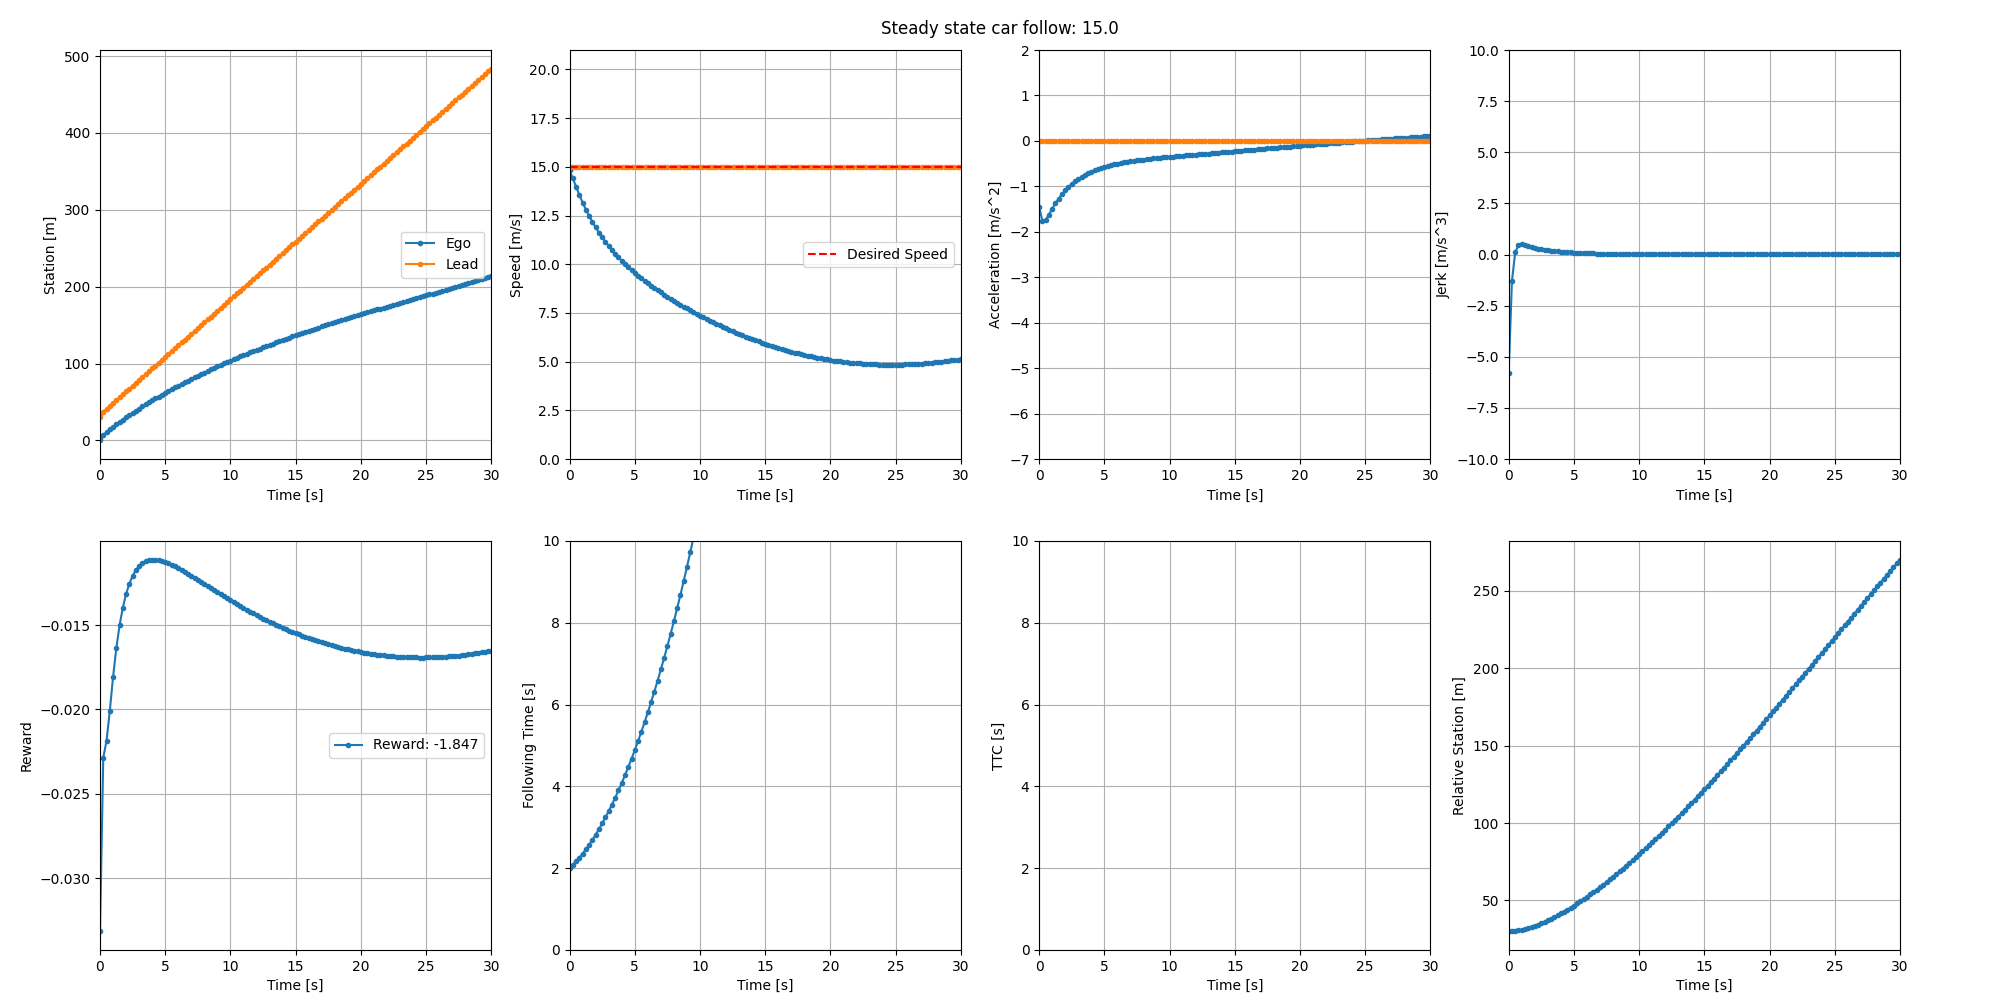 Steady state car follow: 15.0
500
400
300
200
100
0
Station [m]
Ego
Lead
0 5 10 15 20 25 30
Time [s]
20.0
17.5
15.0
12.5
10.0
7.5
5.0
2.5
0.0
Speed [m/s]
Desired Speed
0 5 10 15 20 25 30
Time [s]
2
1
0
−1
−2
−3
−4
−5
−6
−7
Acceleration [m/s^2]
0 5 10 15 20 25 30
Time [s]
10.0
7.5
5.0
2.5
0.0
−2.5
−5.0
−7.5
−10.0
Jerk [m/s^3]
0 5 10 15 20 25 30
Time [s]
−0.015
−0.020
−0.025
−0.030
Reward
Reward: -1.847
0 5 10 15 20 25 30
Time [s]
10
8
6
4
2
0
Following Time [s]
0 5 10 15 20 25 30
Time [s]
10
8
6
4
2
0
TTC [s]
0 5 10 15 20 25 30
Time [s]
250
200
150
100
50
Relative Station [m]
0 5 10 15 20 25 30
Time [s]